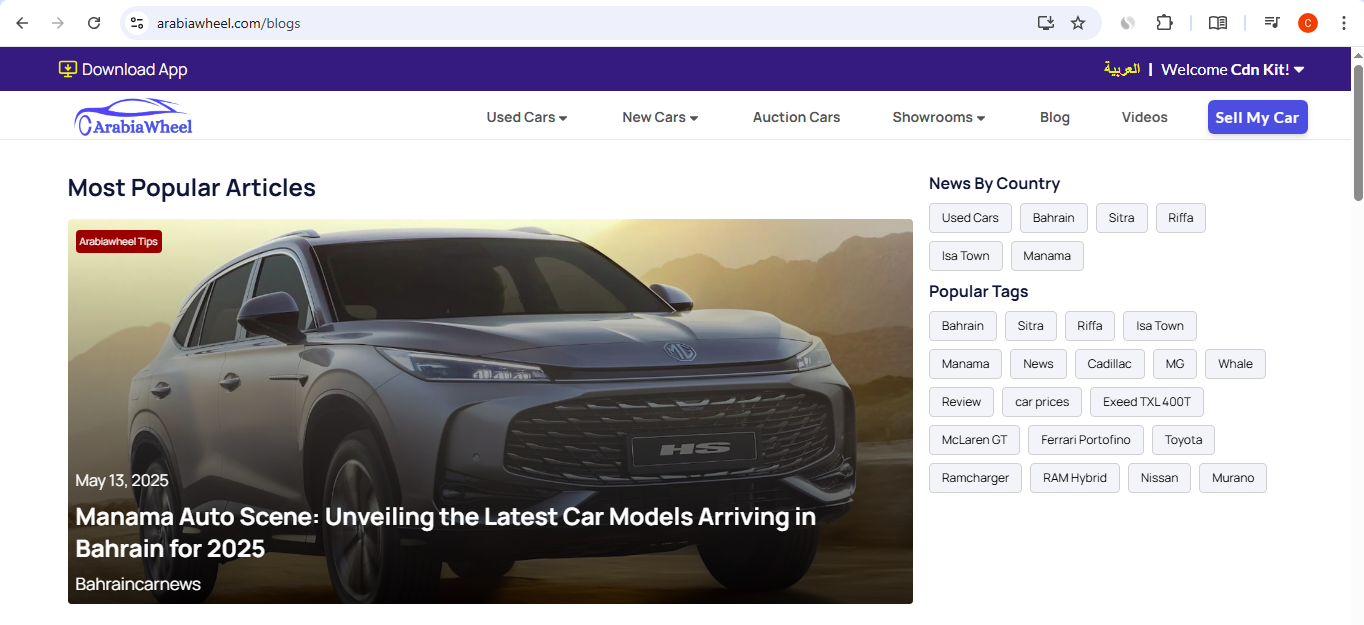 arabiawheel.com/blogs
C
Download App
العربية | Welcome Cdn Kit!
ArabiaWheel
Used Cars New Cars Auction Cars Showrooms Blog Videos Sell My Car
Most Popular Articles
Arabiawheel Tips
MG
HS
May 13, 2025
Manama Auto Scene: Unveiling the Latest Car Models Arriving in
Bahrain for 2025
Bahraincarnews
News By Country
Used Cars Bahrain Sitra Riffa
Isa Town Manama
Popular Tags
Bahrain Sitra Riffa Isa Town
Manama News Cadillac MG Whale
Review car prices Exeed TXL 400T
McLaren GT Ferrari Portofino Toyota
Ramcharger RAM Hybrid Nissan Murano